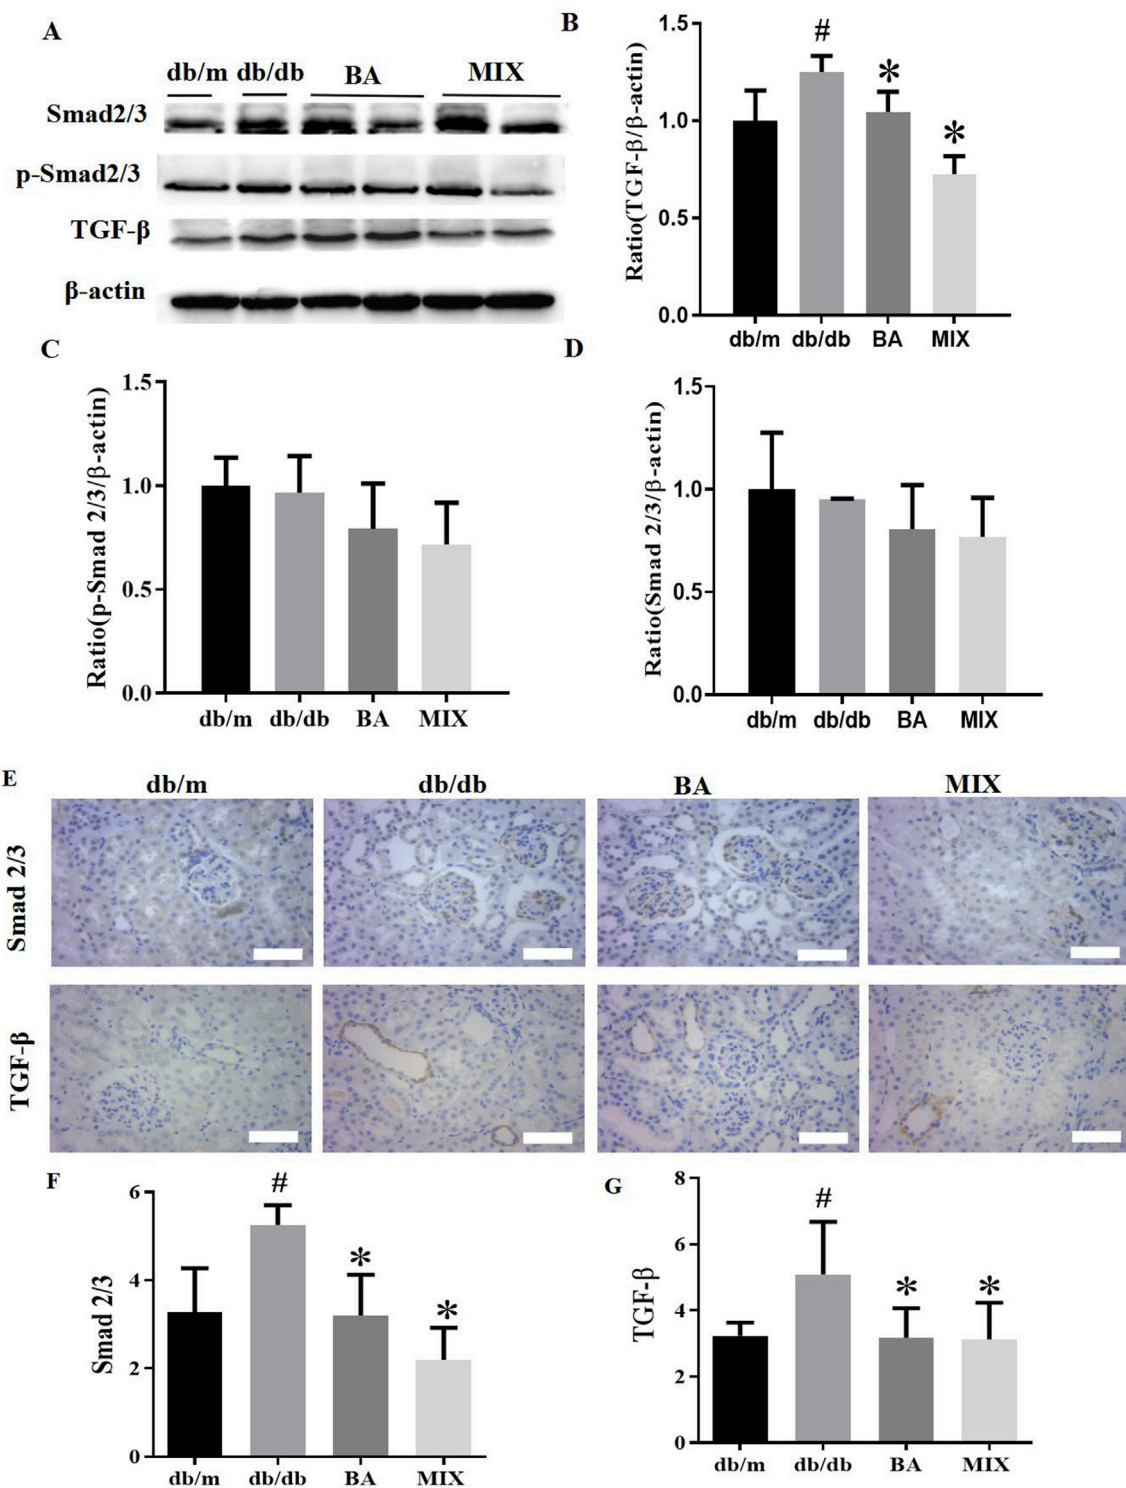 A
db/m db/db BA MIX
Smad2/3
p-Smad2/3
TGF-β
β-actin
B
Ratio(TGF-β/β-actin)
1.5
1.0
0.5
0.0
#
*
*
db/m db/db BA MIX
C
Ratio(p-Smad 2/3/β-actin)
1.5
1.0
0.5
0.0
db/m db/db BA MIX
D
Ratio(Smad 2/3/β-actin)
1.5
1.0
0.5
0.0
db/m db/db BA MIX
E
db/m db/db BA MIX
Smad 2/3
TGF-β
F
Smad 2/3
6
4
2
0
#
*
*
db/m db/db BA MIX
G
TGF-β
8
6
4
2
0
#
*
*
db/m db/db BA MIX